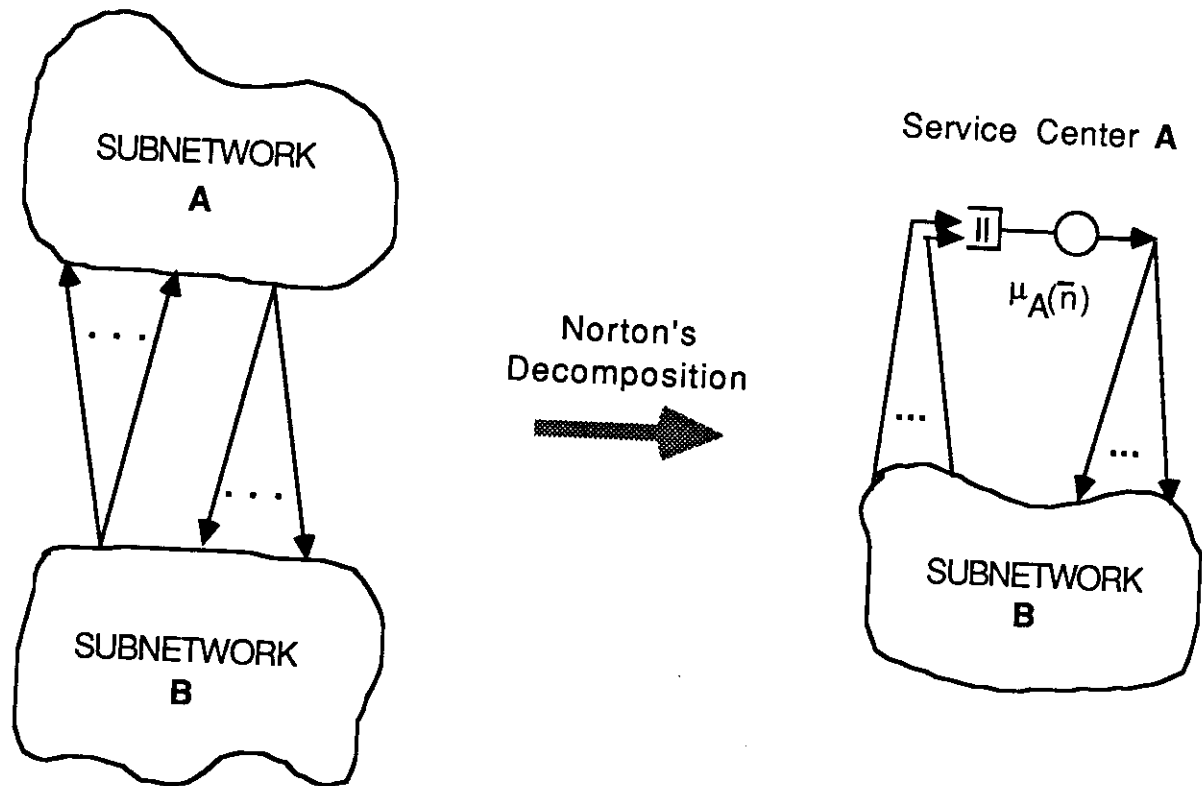 SUBNETWORK
A
. . .
. . .
SUBNETWORK
B
Norton's
Decomposition
Service Center A
μA(n̅)
...
...
SUBNETWORK
B